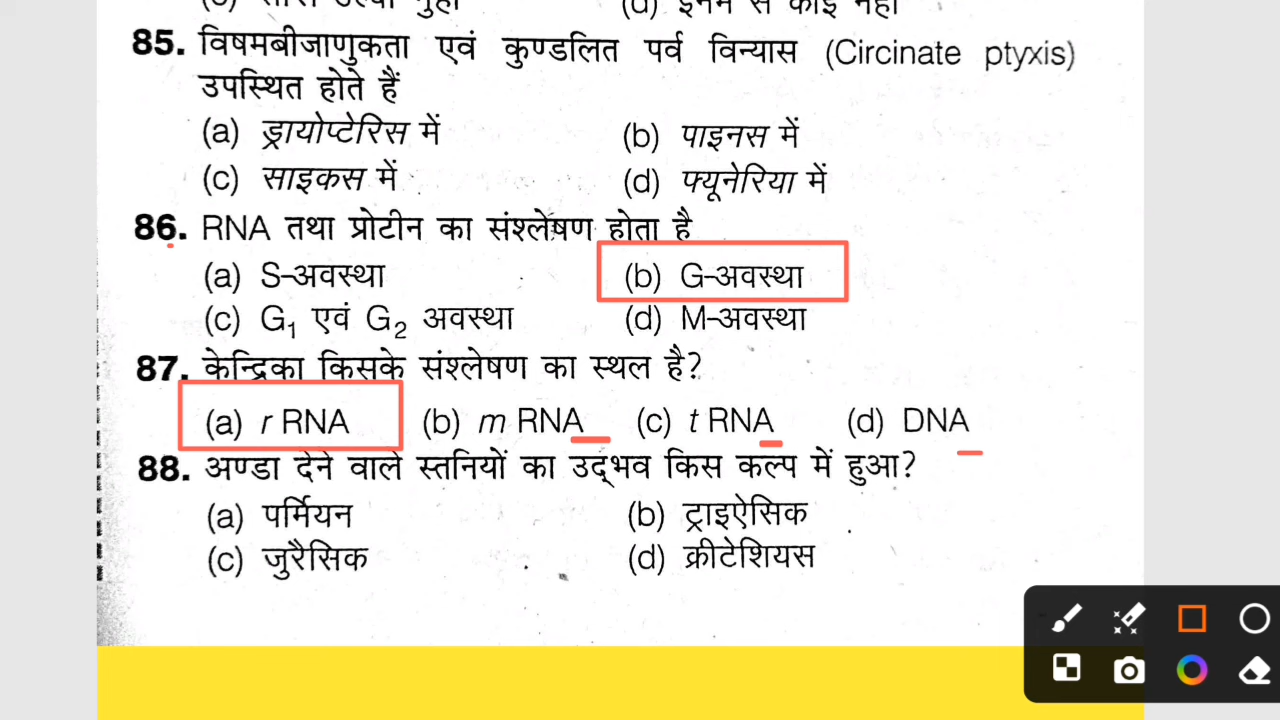 85. विषमबीजाणुकता एवं कुण्डलित पर्व विन्यास (Circinate ptyxis)
उपस्थित होते हैं
(a) ड्रायोप्टेरिस में (b) पाइनस में
(c) साइकस में (d) फ्यूनेरिया में
86. RNA तथा प्रोटीन का संश्लेषण होता है
(a) S-अवस्था (b) G-अवस्था
(c) G₁ एवं G₂ अवस्था (d) M-अवस्था
87. केन्द्रिका किसके संश्लेषण का स्थल है?
(a) r RNA (b) m RNA (c) t RNA (d) DNA
88. अण्डा देने वाले स्तनियों का उद्भव किस कल्प में हुआ?
(a) पर्मियन (b) ट्राइऐसिक
(c) जुरैसिक (d) क्रीटेशियस